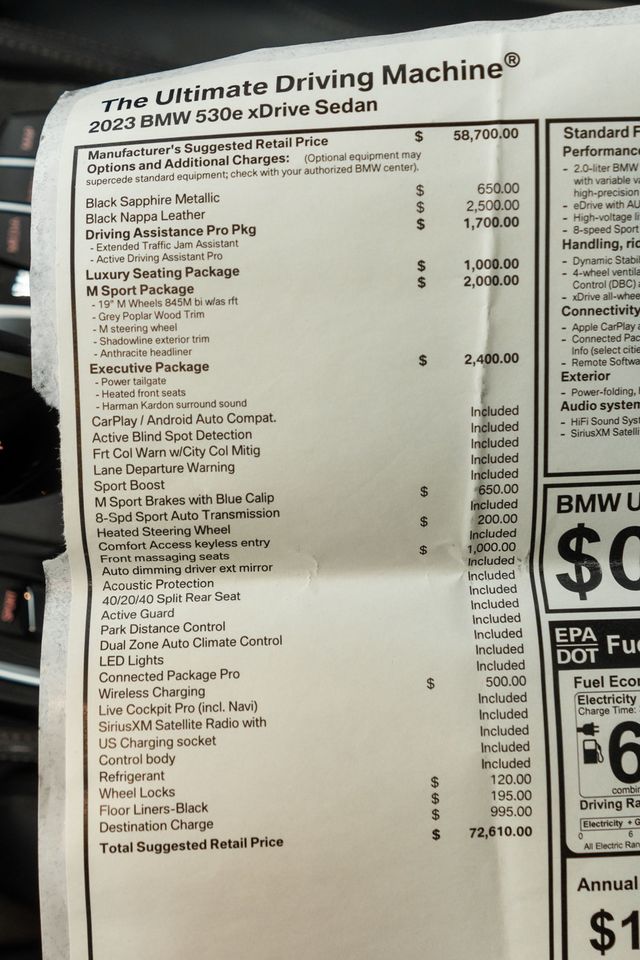 The Ultimate Driving Machine®
2023 BMW 530e xDrive Sedan
Manufacturer's Suggested Retail Price $ 58,700.00
Options and Additional Charges: (Optional equipment may
supercede standard equipment; check with your authorized BMW center).
Black Sapphire Metallic $ 650.00
Black Nappa Leather $ 2,500.00
Driving Assistance Pro Pkg $ 1,700.00
- Extended Traffic Jam Assistant
- Active Driving Assistant Pro
Luxury Seating Package $ 1,000.00
M Sport Package $ 2,000.00
- 19" M Wheels 845M bi w/as rft
- Grey Poplar Wood Trim
- M steering wheel
- Shadowline exterior trim
- Anthracite headliner
Executive Package $ 2,400.00
- Power tailgate
- Heated front seats
- Harman Kardon surround sound
CarPlay / Android Auto Compat. Included
Active Blind Spot Detection Included
Frt Col Warn w/City Col Mitig Included
Lane Departure Warning Included
Sport Boost Included
M Sport Brakes with Blue Calip $ 650.00
8-Spd Sport Auto Transmission Included
Heated Steering Wheel $ 200.00
Comfort Access keyless entry Included
Front massaging seats $ 1,000.00
Auto dimming driver ext mirror Included
Acoustic Protection Included
40/20/40 Split Rear Seat Included
Active Guard Included
Park Distance Control Included
Dual Zone Auto Climate Control Included
LED Lights Included
Connected Package Pro Included
Wireless Charging $ 500.00
Live Cockpit Pro (incl. Navi) Included
SiriusXM Satellite Radio with Included
US Charging socket Included
Control body Included
Refrigerant Included
Wheel Locks $ 120.00
Floor Liners-Black $ 195.00
Destination Charge $ 995.00
Total Suggested Retail Price $ 72,610.00
Standard F
Performanc
- 2.0-liter BMW
with variable va
high-precision
- eDrive with AU
- High-voltage li
- 8-speed Sport
Handling, rid
- Dynamic Stabil
- 4-wheel ventila
Control (DBC) a
- xDrive all-whee
Connectivity
- Apple CarPlay a
- Connected Pac
Info (select citie
- Remote Softwa
Exterior
- Power-folding,
Audio system
- HiFi Sound Syst
- SiriusXM Satelli
BMW U
$0
EPA
DOT Fue
Fuel Econ
Electricity
Charge Time:
6
combin
Driving Ra
Electricity + G
0 6
All Electric Ran
Annual
$1